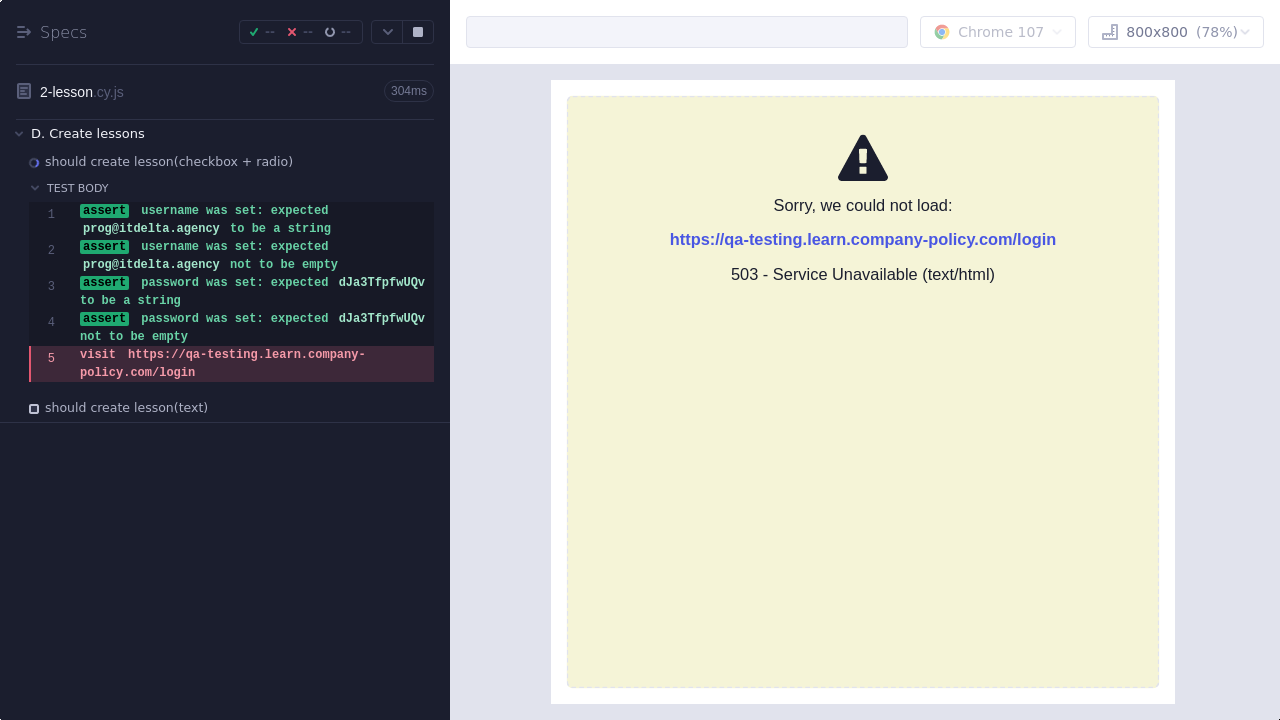 Specs
--
--
--
Chrome 107
800x800 (78%)
2-lesson.cy.js
304ms
D. Create lessons
should create lesson(checkbox + radio)
TEST BODY
1 assert username was set: expected
prog@itdelta.agency to be a string
2 assert username was set: expected
prog@itdelta.agency not to be empty
3 assert password was set: expected dJa3TfpfwUQv
to be a string
4 assert password was set: expected dJa3TfpfwUQv
not to be empty
5 visit https://qa-testing.learn.company-
policy.com/login
should create lesson(text)
Sorry, we could not load:
https://qa-testing.learn.company-policy.com/login
503 - Service Unavailable (text/html)